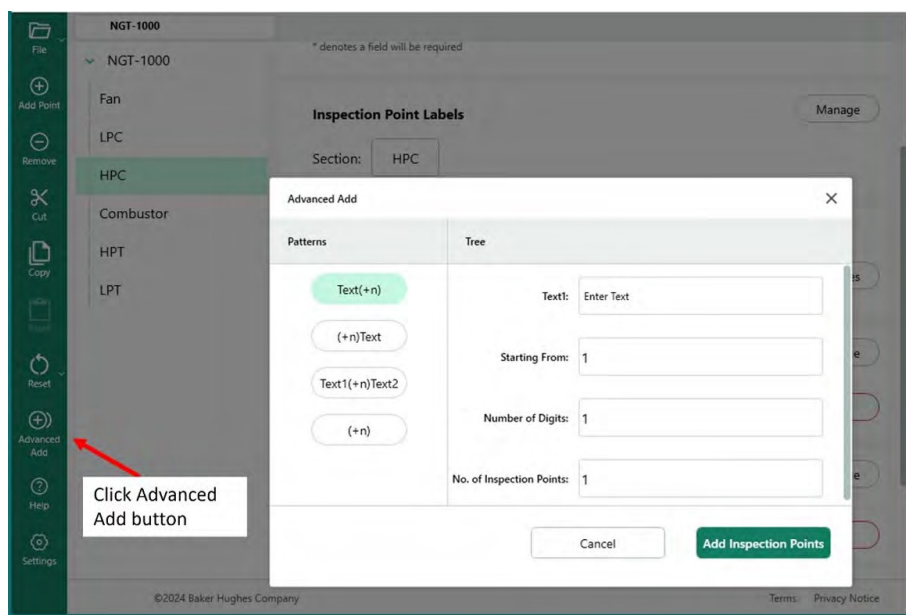 File
Add Point
Remove
Cut
Copy
Reset
Advanced
Add
Help
Settings
NGT-1000
NGT-1000
Fan
LPC
HPC
Combustor
HPT
LPT
* denotes a field will be required
Inspection Point Labels
Manage
Section: HPC
Advanced Add
Patterns
Tree
Text(+n)
(+n)Text
Text1(+n)Text2
(+n)
Text1: Enter Text
Starting From: 1
Number of Digits: 1
No. of Inspection Points: 1
Cancel
Add Inspection Points
Click Advanced
Add button
©2024 Baker Hughes Company
Terms
Privacy Notice